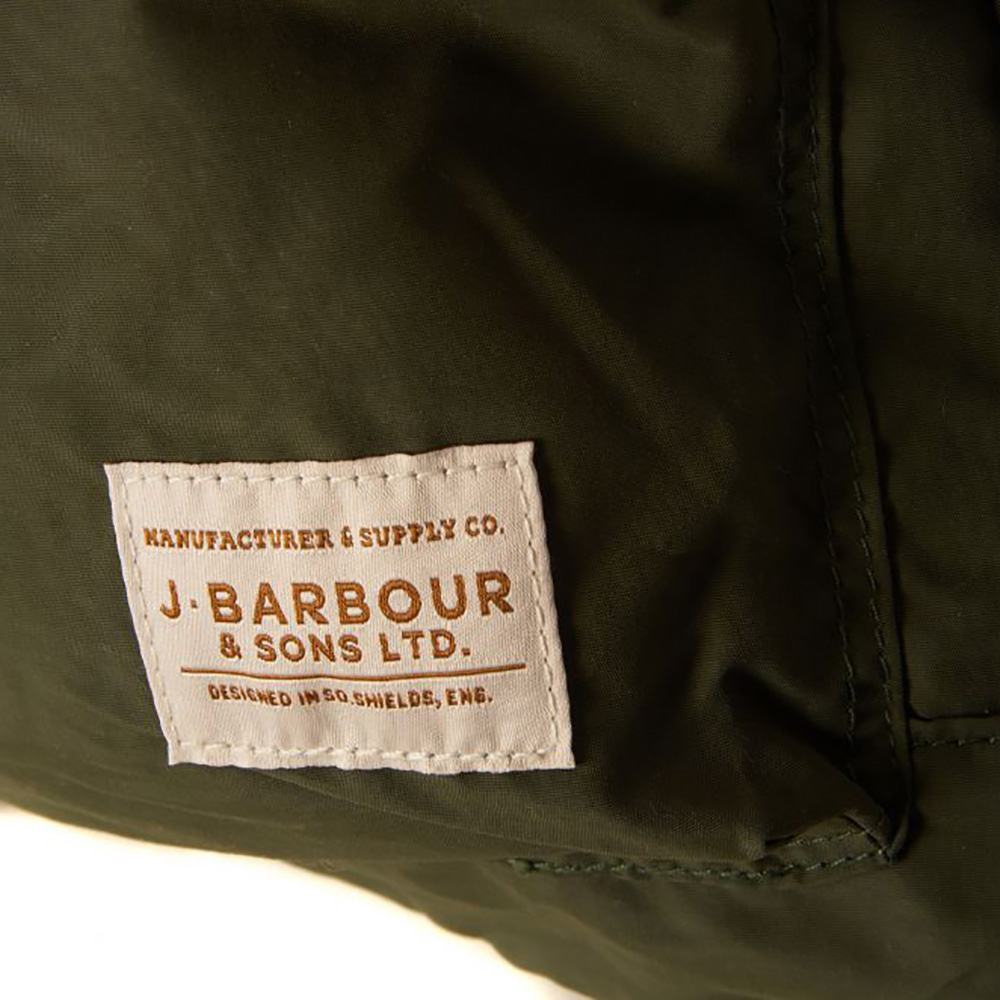 MANUFACTURER & SUPPLY CO.
J·BARBOUR
& SONS LTD.
DESIGNED IN SO.SHIELDS, ENG.